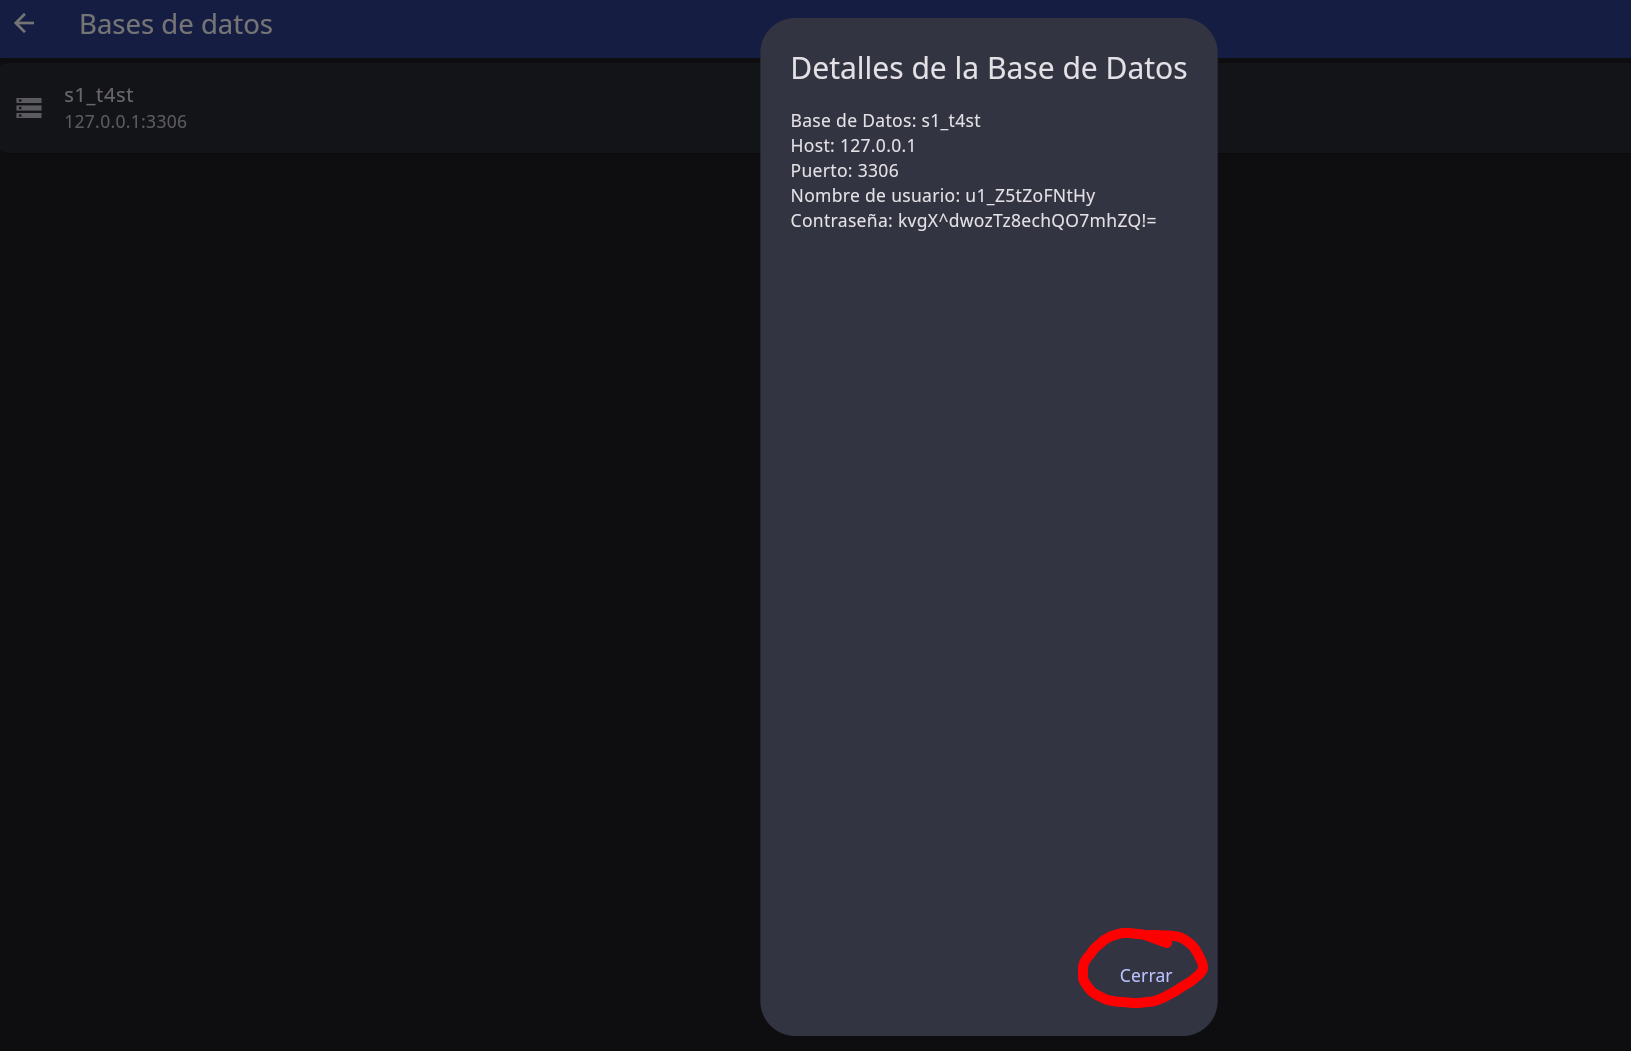 Bases de datos
s1_t4st
127.0.0.1:3306
Detalles de la Base de Datos
Base de Datos: s1_t4st
Host: 127.0.0.1
Puerto: 3306
Nombre de usuario: u1_Z5tZoFNtHy
Contraseña: kvgX^dwozTz8echQO7mhZQ!=
Cerrar